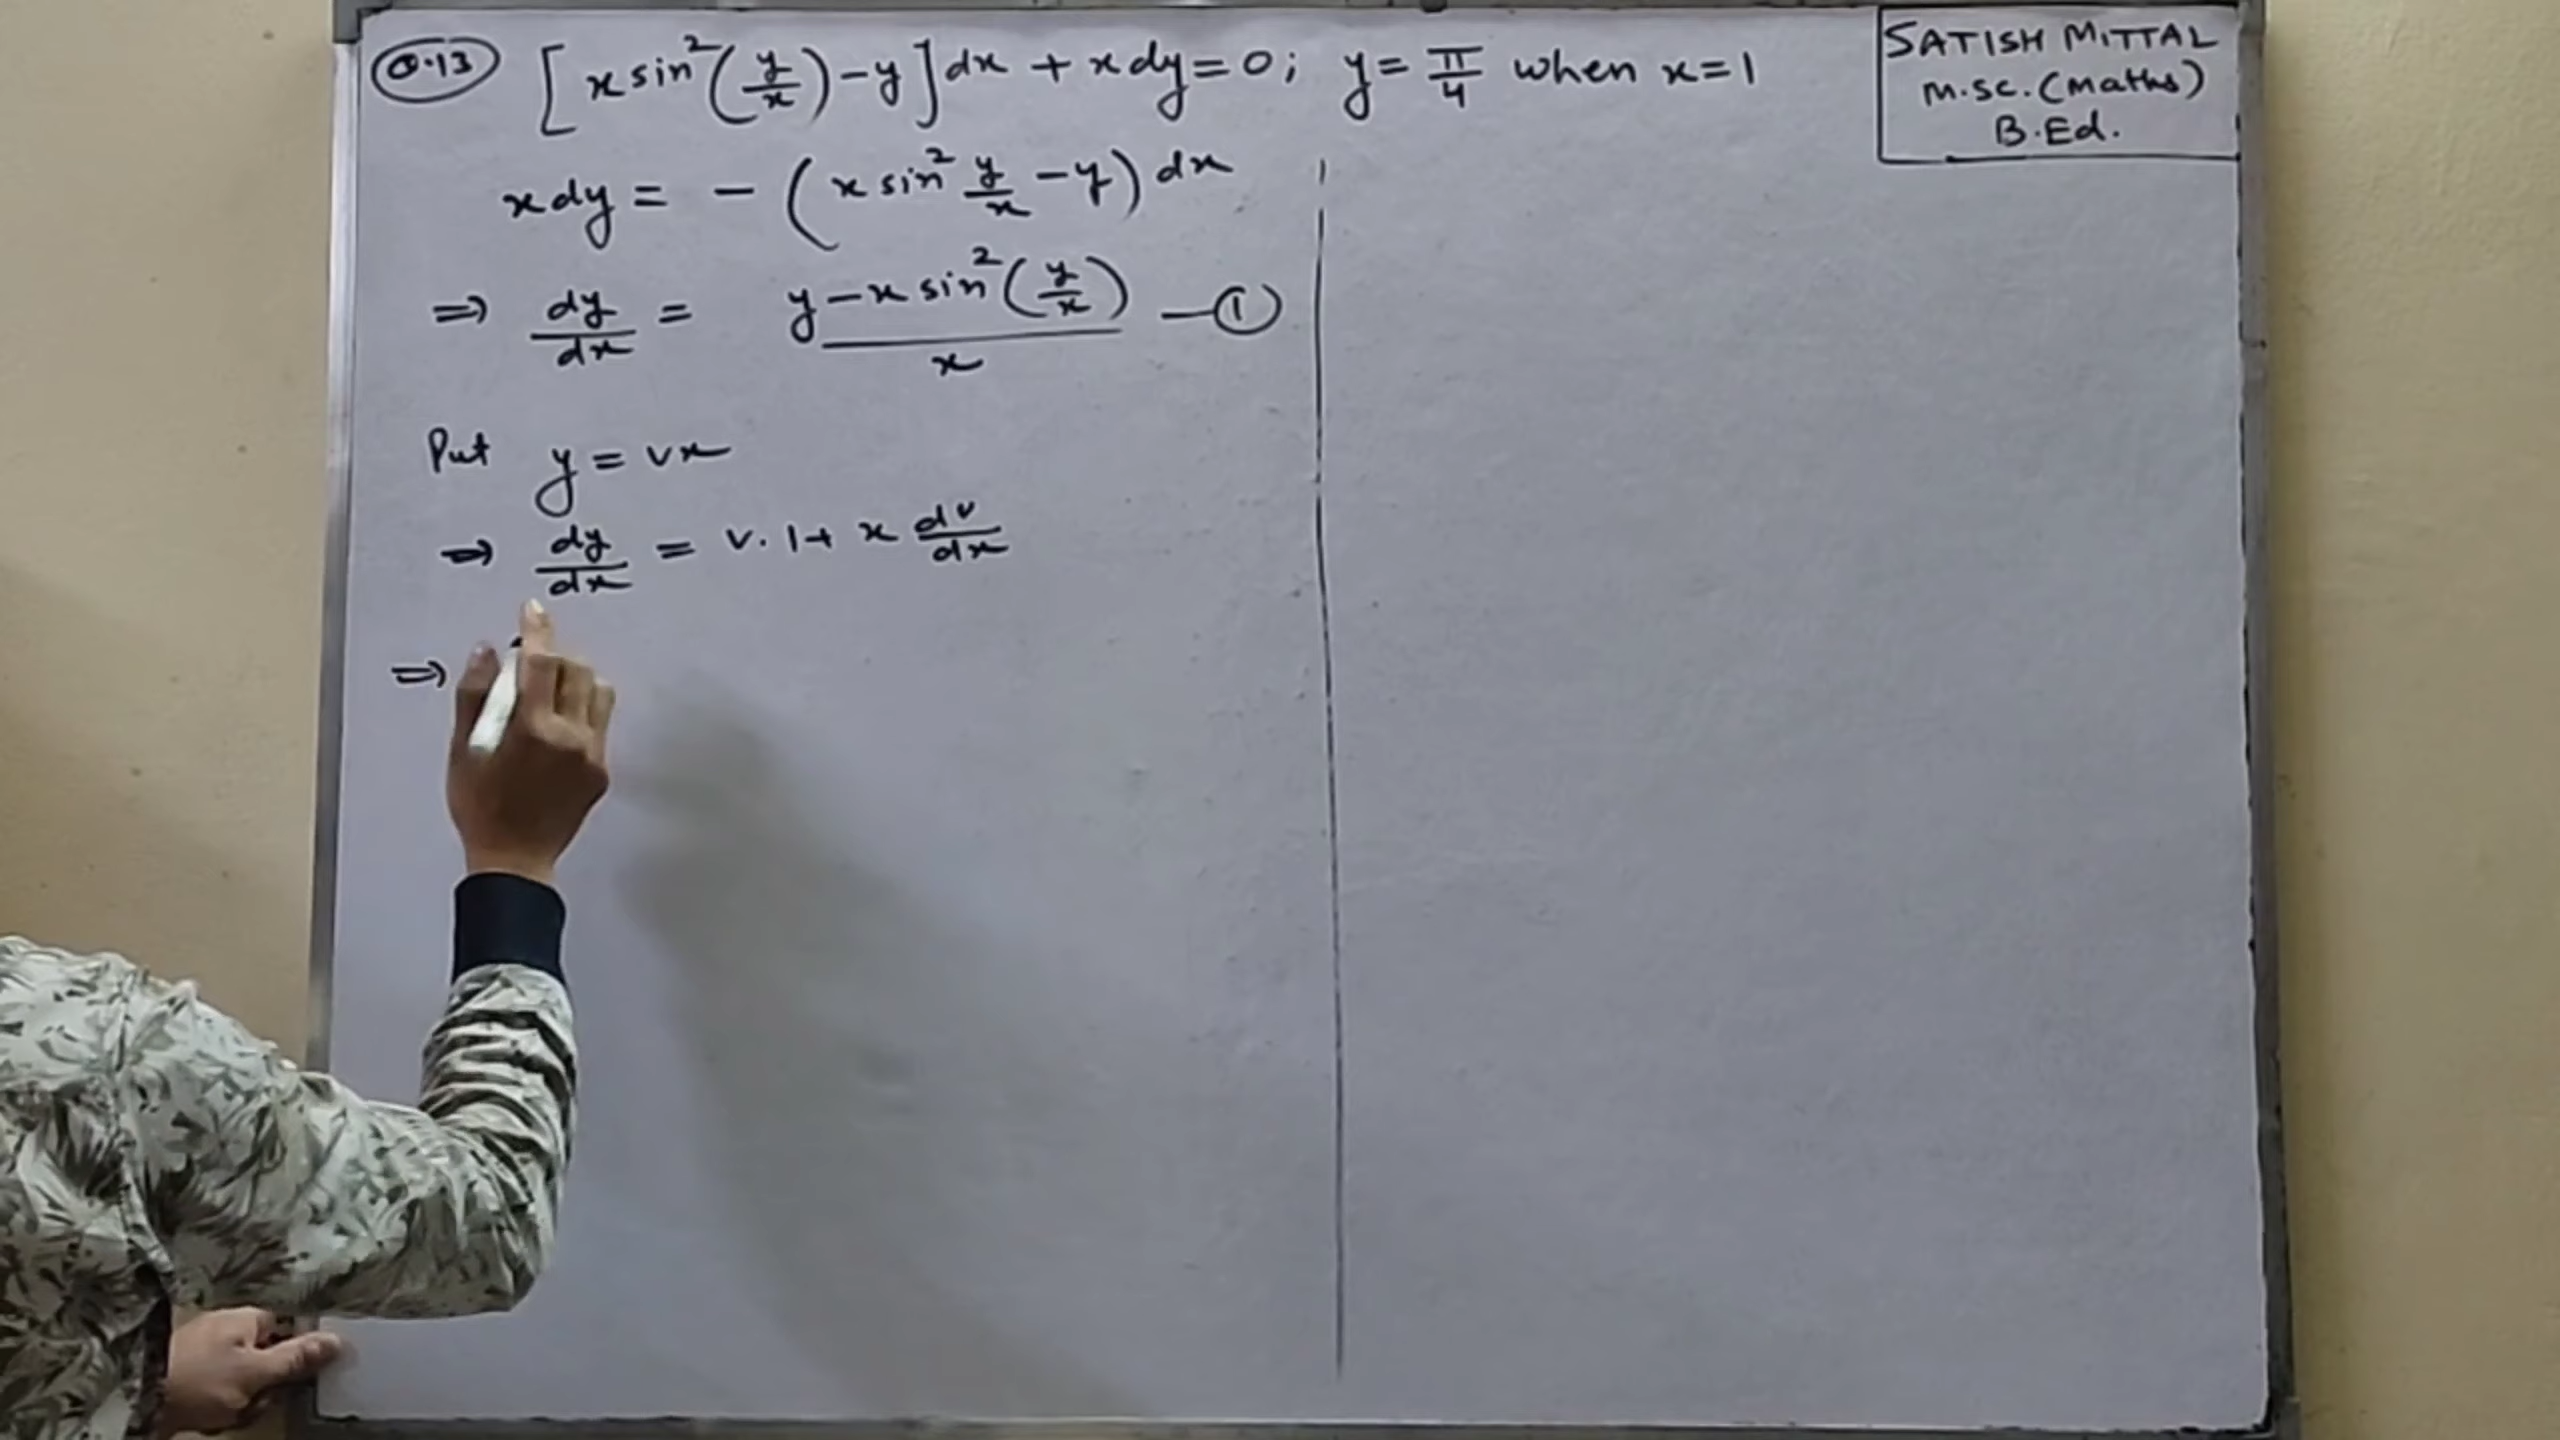 Q.13 [x sin²(y/x) - y] dx + x dy = 0; y = π/4 when x = 1
SATISH MITTAL
M.SC. (Maths)
B.Ed.
x dy = - (x sin² y/x - y) dx
⇒ dy/dx = y - x sin²(y/x) / x —①
Put y = vx
⇒ dy/dx = v. 1 + x dv/dx
⇒